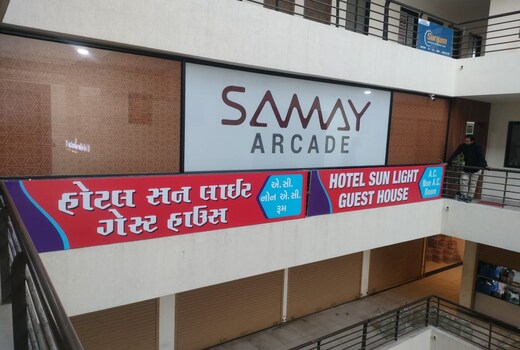 SAMAY
ARCADE
હોટલ સન લાઈટ
ગેસ્ટ હાઉસ
એ.સી.
નોન એ.સી.
રૂમ
HOTEL SUN LIGHT
GUEST HOUSE
A.C.
Non A.C.
Room